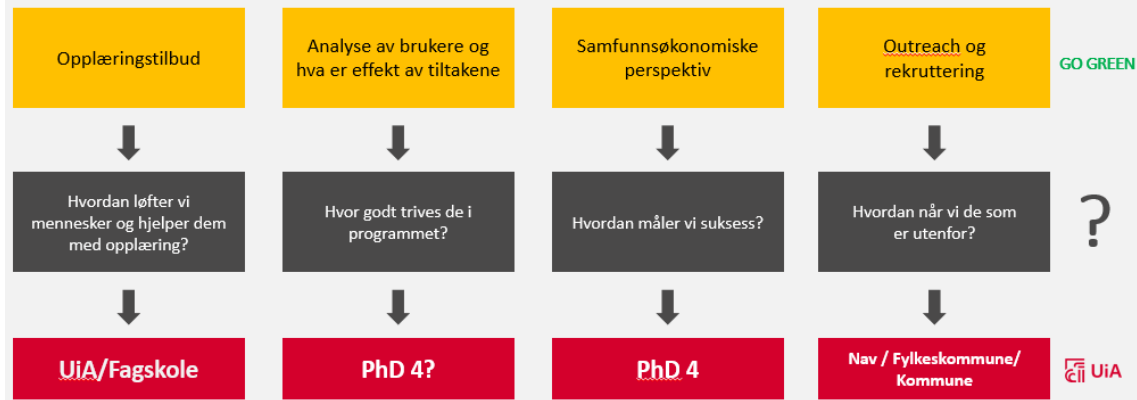 Opplæringstilbud
Analyse av brukere og
hva er effekt av tiltakene
Samfunnsøkonomiske
perspektiv
Outreach og
rekruttering
GO GREEN
Hvordan løfter vi
mennesker og hjelper dem
med opplæring?
Hvor godt trives de i
programmet?
Hvordan måler vi suksess?
Hvordan når vi de som
er utenfor?
?
UiA/Fagskole
PhD 4?
PhD 4
Nav / Fylkeskommune/
Kommune
UiA